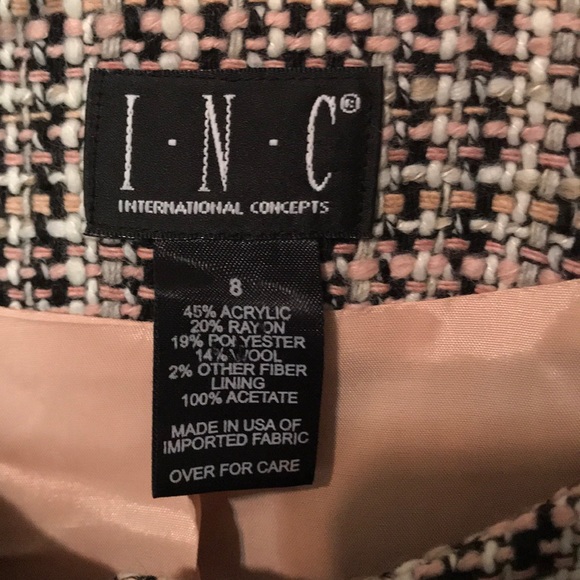 I·N·C®
INTERNATIONAL CONCEPTS
8
45% ACRYLIC
20% RAYON
19% POLYESTER
14% WOOL
2% OTHER FIBER
LINING
100% ACETATE
MADE IN USA OF
IMPORTED FABRIC
OVER FOR CARE